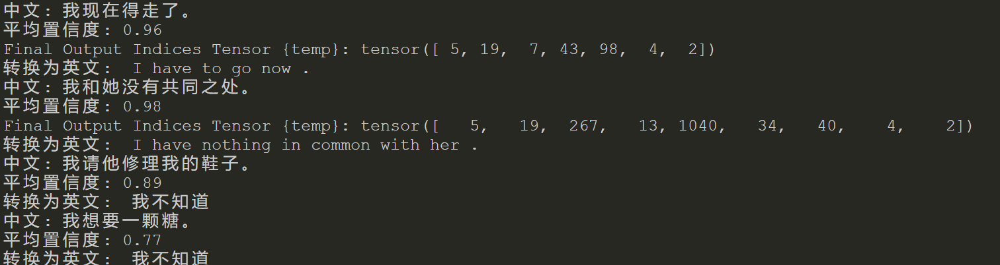 中文: 我现在得走了。
平均置信度: 0.96
Final Output Indices Tensor {temp}: tensor([ 5, 19,  7, 43, 98,  4,  2])
转换为英文:  I have to go now .
中文: 我和她没有共同之处。
平均置信度: 0.98
Final Output Indices Tensor {temp}: tensor([   5,   19,  267,   13, 1040,   34,   40,    4,    2])
转换为英文:  I have nothing in common with her .
中文: 我请他修理我的鞋子。
平均置信度: 0.89
转换为英文:  我不知道
中文: 我想要一颗糖。
平均置信度: 0.77
转换为英文:  我不知道